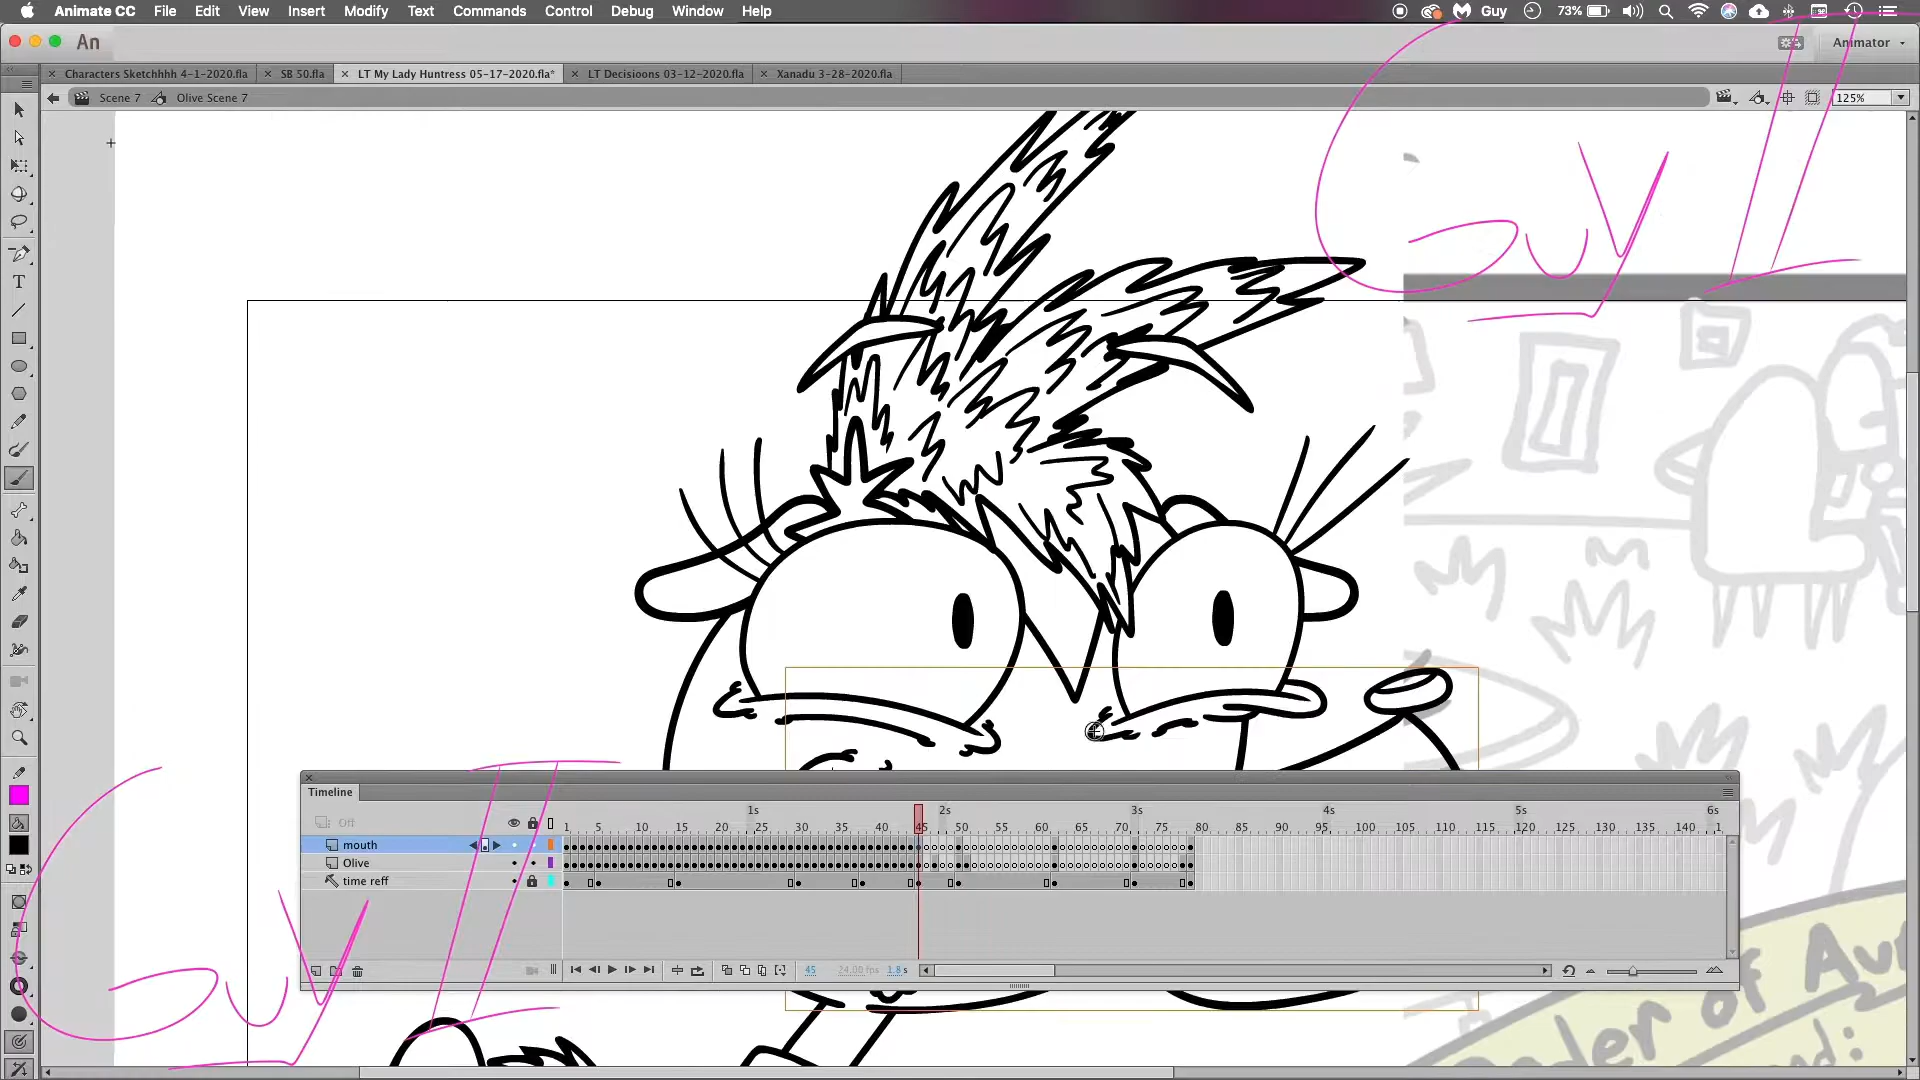 Animate CC File Edit View Insert Modify Text Commands Control Debug Window Help Guy 73%
An Animator
Characters Sketchhhh 4-1-2020.fla SB 50.fla LT My Lady Huntress 05-17-2020.fla* LT Decisioons 03-12-2020.fla Xanadu 3-28-2020.fla
Scene 7 Olive Scene 7 125%
T
Guy II
Guy II
Timeline
Off 1s 2s 3s 4s 5s 6s
1 5 10 15 20 25 30 35 40 45 50 55 60 65 70 75 80 85 90 95 100 105 110 115 120 125 130 135 140 1
mouth
Olive
time reff
45 24.00 fps 1.8 s
of